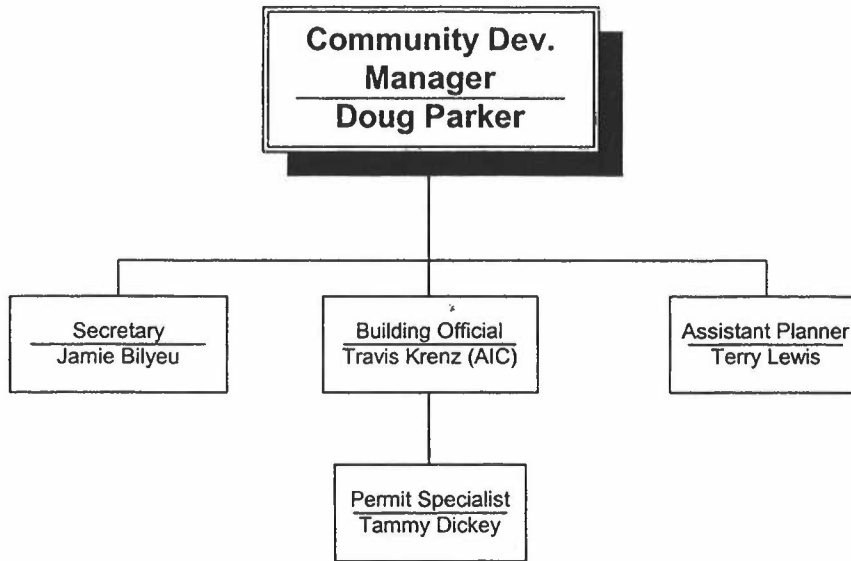 Community Dev.
Manager
Doug Parker
Secretary
Jamie Bilyeu
Building Official
Travis Krenz (AIC)
Assistant Planner
Terry Lewis
Permit Specialist
Tammy Dickey